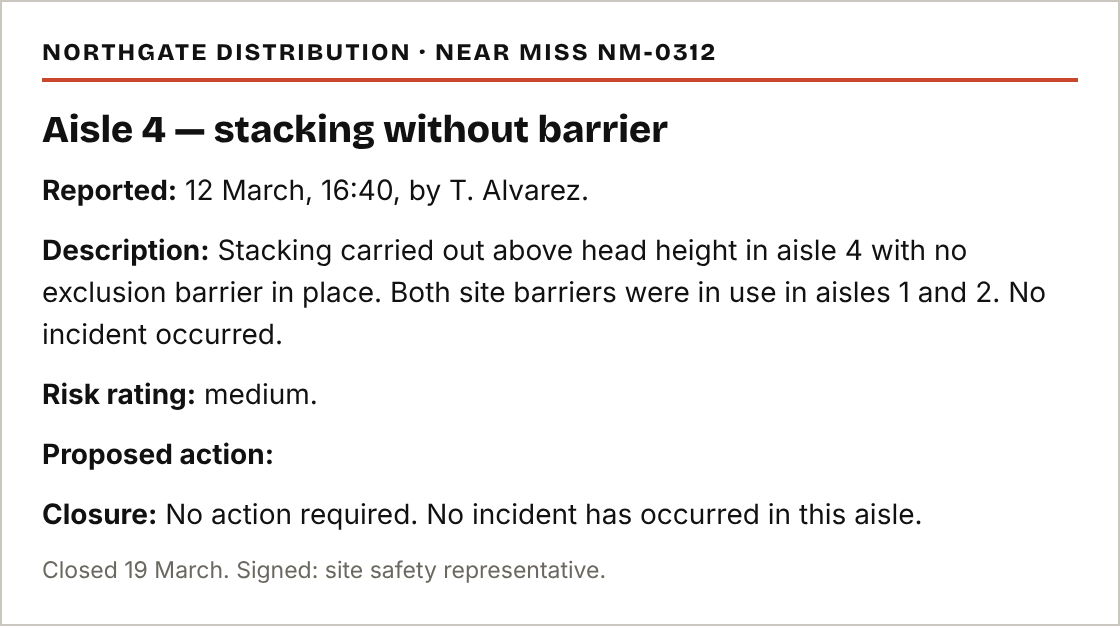 NORTHGATE DISTRIBUTION · NEAR MISS NM-0312
Aisle 4 — stacking without barrier
Reported: 12 March, 16:40, by T. Alvarez.
Description: Stacking carried out above head height in aisle 4 with no
exclusion barrier in place. Both site barriers were in use in aisles 1 and 2. No
incident occurred.
Risk rating: medium.
Proposed action:
Closure: No action required. No incident has occurred in this aisle.
Closed 19 March. Signed: site safety representative.